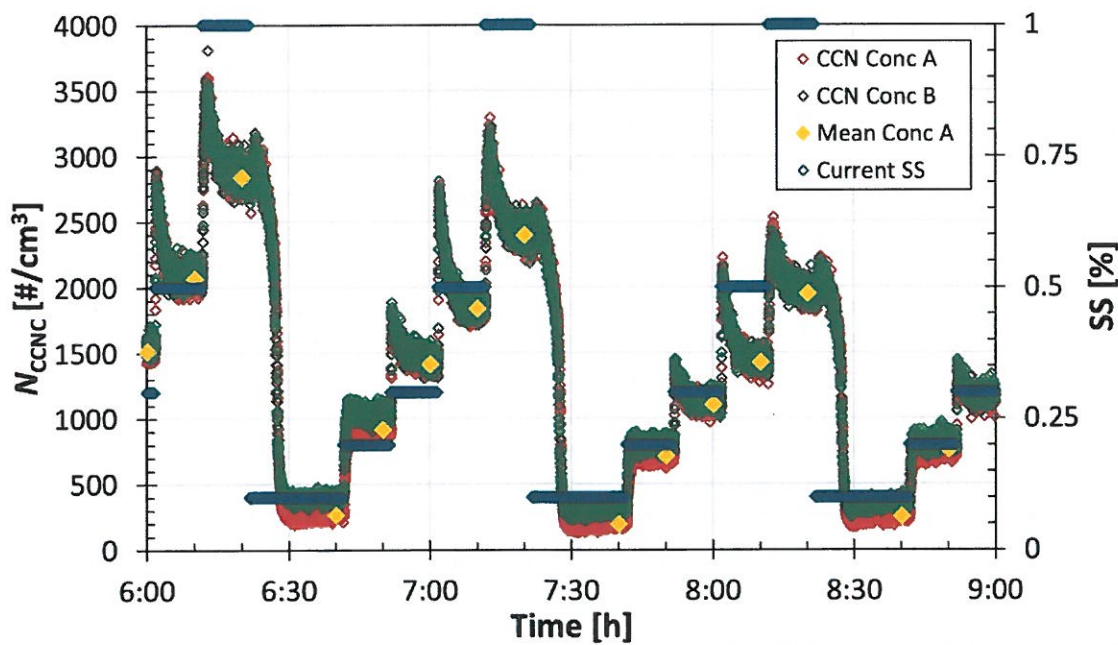 4000
3500
3000
2500
2000
1500
1000
500
0
NCCNC [#/cm³]
1
0.75
0.5
0.25
0
SS [%]
CCN Conc A
CCN Conc B
Mean Conc A
Current SS
6:00 6:30 7:00 7:30 8:00 8:30 9:00
Time [h]